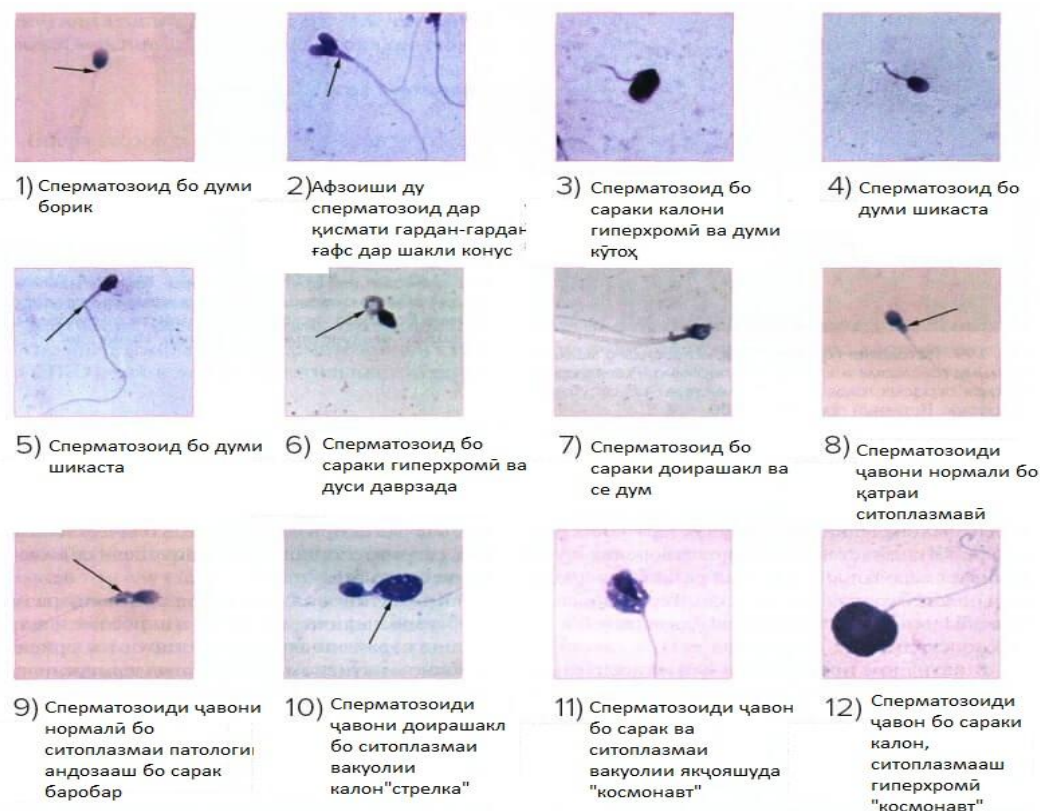 1) Сперматозоид бо думи
борик
2) Афзоиши ду
сперматозоид дар
қисмати гардан-гардан
ғафс дар шакли конус
3) Сперматозоид бо
сараки калони
гиперхромӣ ва думи
кӯтоҳ
4) Сперматозоид бо
думи шикаста
5) Сперматозоид бо думи
шикаста
6) Сперматозоид бо
сараки гиперхромӣ ва
дуси даврзада
7) Сперматозоид бо
сараки доирашакл ва
се дум
8) Сперматозоиди
ҷавони нормали бо
қатраи
ситоплазмавӣ
9) Сперматозоиди ҷавони
нормалӣ бо
ситоплазмаи патологи
андозааш бо сарак
баробар
10) Сперматозоиди
ҷавони доирашакл
бо ситоплазмаи
вакуолии
калон"стрелка"
11) Сперматозоиди ҷавон
бо сарак ва
ситоплазмаи
вакуолии якҷояшуда
"космонавт"
12) Сперматозоиди
ҷавон бо сараки
калон,
ситоплазмааш
гиперхромӣ
"космонавт"